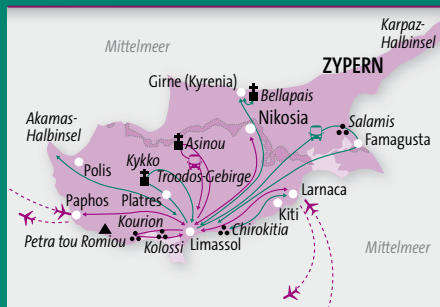 Karpaz-
Halbinsel
Mittelmeer
ZYPERN
Girne (Kyrenia)
Bellapais
Akamas-
Halbinsel
Nikosia
Salamis
Asinou
Famagusta
Polis
Kykko
Troodos-Gebirge
Paphos
Platres
Larnaca
Kourion
Kiti
Chirokitia
Petra tou Romiou
Kolossi
Limassol
Mittelmeer